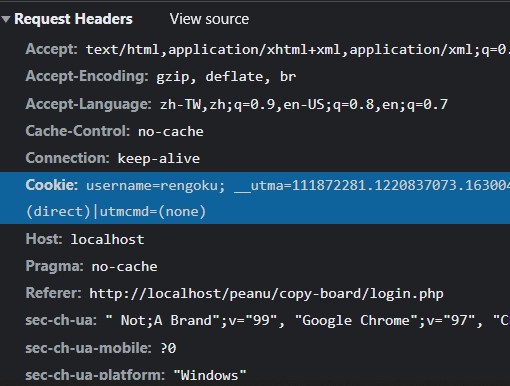 Request Headers View source
Accept: text/html,application/xhtml+xml,application/xml;q=0.
Accept-Encoding: gzip, deflate, br
Accept-Language: zh-TW,zh;q=0.9,en-US;q=0.8,en;q=0.7
Cache-Control: no-cache
Connection: keep-alive
Cookie: username=rengoku; __utma=111872281.1220837073.163004
(direct)|utmcmd=(none)
Host: localhost
Pragma: no-cache
Referer: http://localhost/peanu/copy-board/login.php
sec-ch-ua: " Not;A Brand";v="99", "Google Chrome";v="97", "C
sec-ch-ua-mobile: ?0
sec-ch-ua-platform: "Windows"